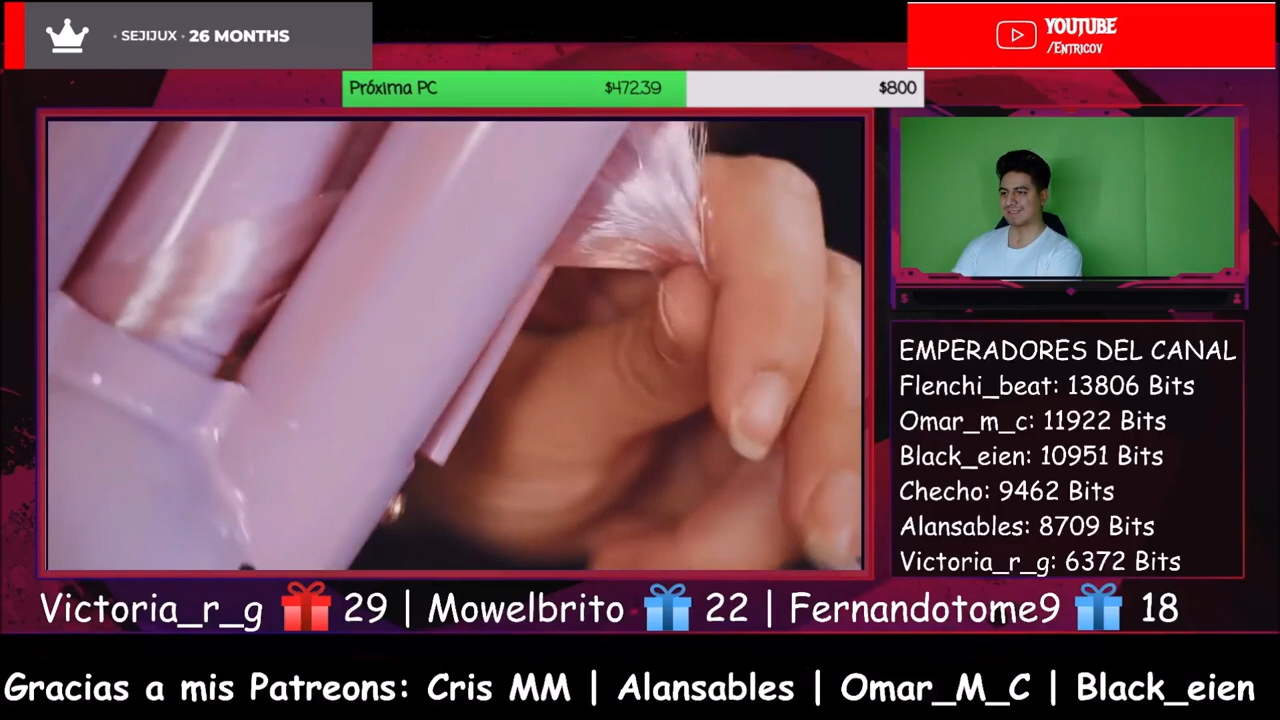 • SEJIJUX • 26 MONTHS
YOUTUBE
/ENTRICOV
Próxima PC $472.39 $800
EMPERADORES DEL CANAL
Flenchi_beat: 13806 Bits
Omar_m_c: 11922 Bits
Black_eien: 10951 Bits
Checho: 9462 Bits
Alansables: 8709 Bits
Victoria_r_g: 6372 Bits
Victoria_r_g 29 | Mowelbrito 22 | Fernandotome9 18
Gracias a mis Patreons: Cris MM | Alansables | Omar_M_C | Black_eien